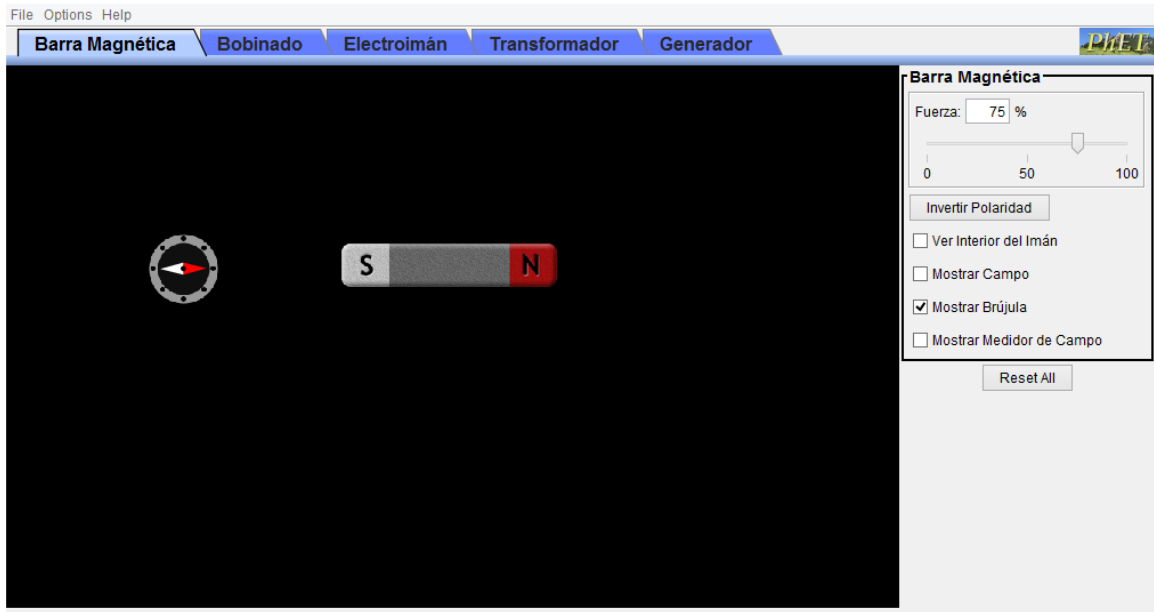 File Options Help
Barra Magnética Bobinado Electroimán Transformador Generador PhET
Barra Magnética
Fuerza: 75 %
0 50 100
Invertir Polaridad
Ver Interior del Imán
S N
Mostrar Campo
Mostrar Brújula
Mostrar Medidor de Campo
Reset All